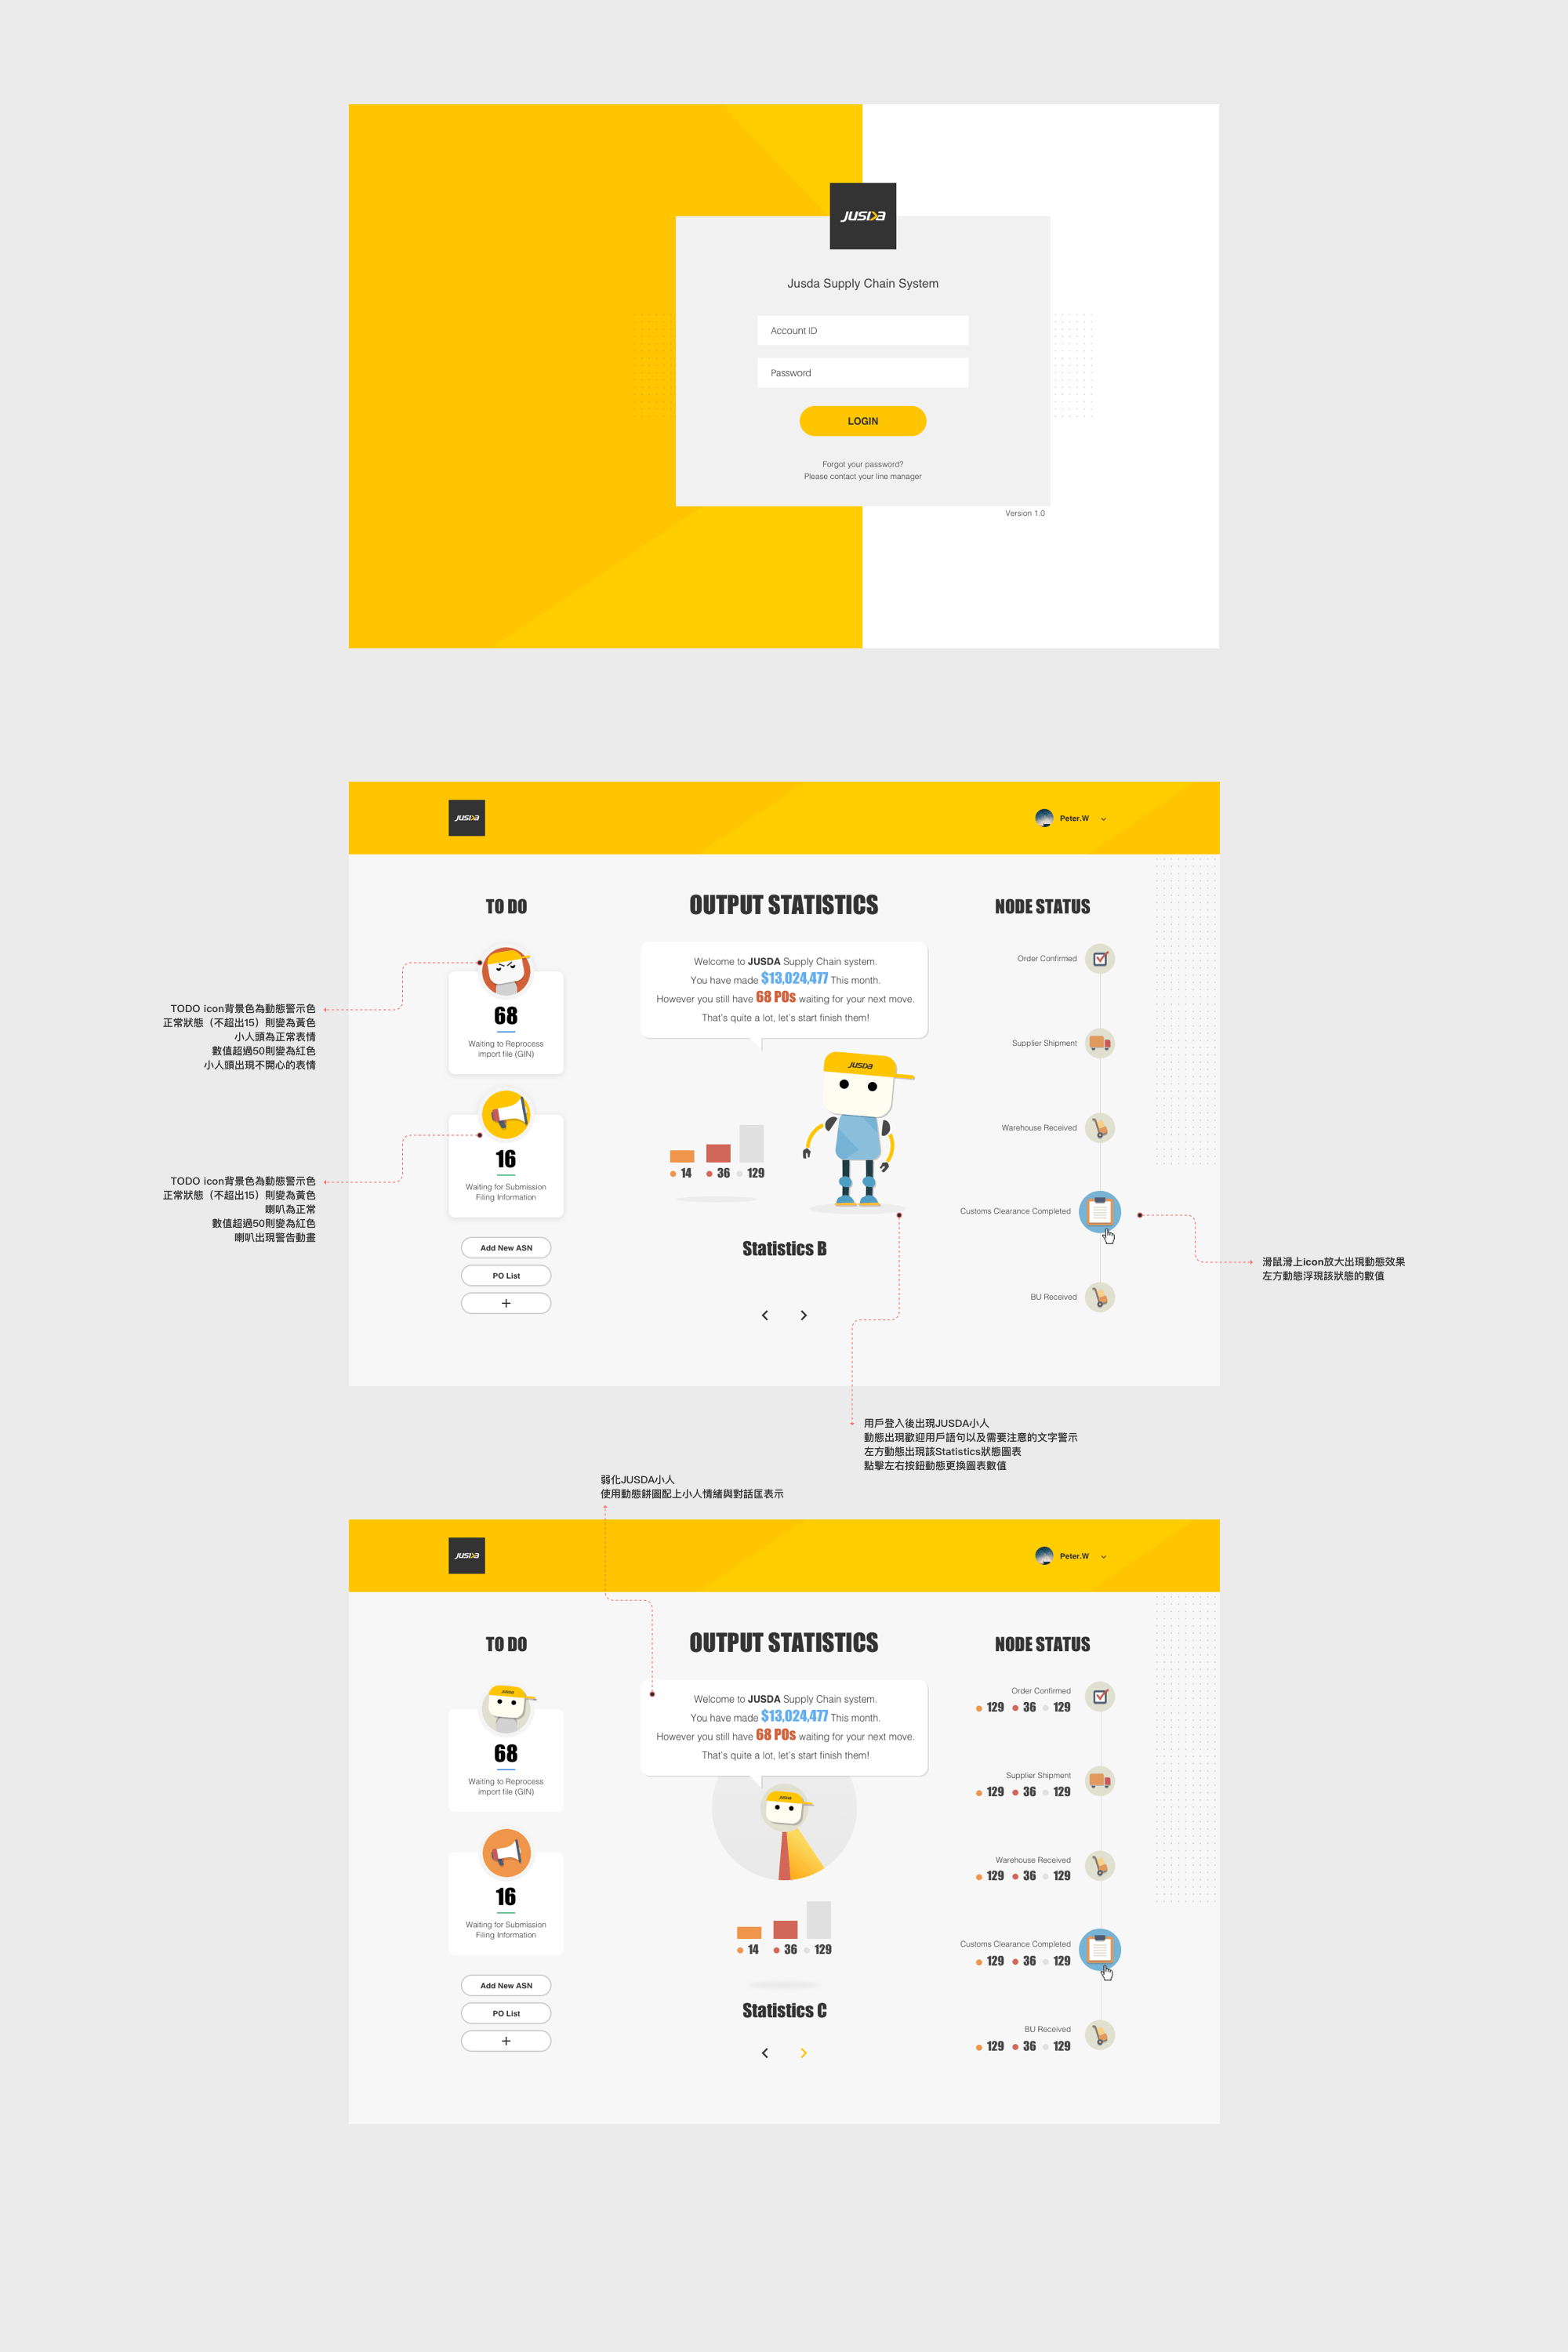 JUSDA
Jusda Supply Chain System
Account ID
Password
LOGIN
Forgot your password?
Please contact your line manager
Version 1.0
JUSDA
Peter.W
TO DO
OUTPUT STATISTICS
NODE STATUS
68
Waiting to Reprocess
import file (GIN)
16
Waiting for Submission
Filing Information
Add New ASN
PO List
+
Welcome to JUSDA Supply Chain system.
You have made $13,024,477 This month.
However you still have 68 POs waiting for your next move.
That's quite a lot, let's start finish them!
JUSDA
14 36 129
Statistics B
Order Confirmed
Supplier Shipment
Warehouse Received
Customs Clearance Completed
BU Received
TODO icon背景色為動態警示色
正常狀態（不超出15）則變為黃色
小人頭為正常表情
數值超過50則變為紅色
小人頭出現不開心的表情
TODO icon背景色為動態警示色
正常狀態（不超出15）則變為黃色
喇叭為正常
數值超過50則變為紅色
喇叭出現警告動畫
滑鼠滑上icon放大出現動態效果
左方動態浮現該狀態的數值
用戶登入後出現JUSDA小人
動態出現歡迎用戶語句以及需要注意的文字警示
左方動態出現該Statistics狀態圖表
點擊左右按鈕動態更換圖表數值
弱化JUSDA小人
使用動態餅圖配上小人情緒與對話匡表示
JUSDA
Peter.W
TO DO
OUTPUT STATISTICS
NODE STATUS
JUSDA
68
Waiting to Reprocess
import file (GIN)
16
Waiting for Submission
Filing Information
Add New ASN
PO List
+
Welcome to JUSDA Supply Chain system.
You have made $13,024,477 This month.
However you still have 68 POs waiting for your next move.
That's quite a lot, let's start finish them!
JUSDA
14 36 129
Statistics C
Order Confirmed
129 36 129
Supplier Shipment
129 36 129
Warehouse Received
129 36 129
Customs Clearance Completed
129 36 129
BU Received
129 36 129